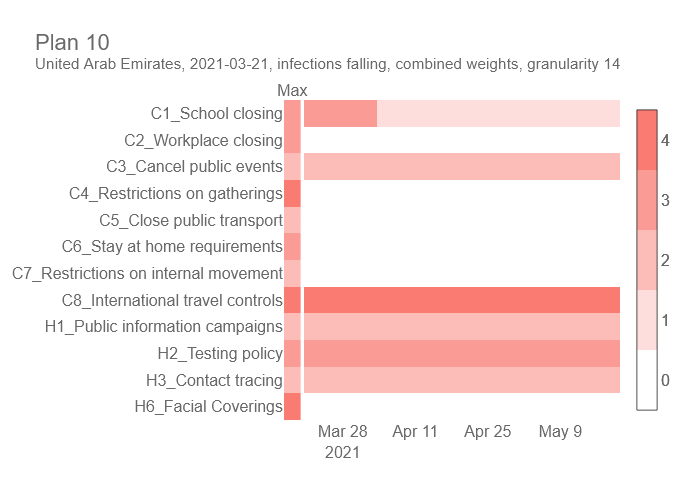 Plan 10
United Arab Emirates, 2021-03-21, infections falling, combined weights, granularity 14
Max
C1_School closing
C2_Workplace closing
C3_Cancel public events
C4_Restrictions on gatherings
C5_Close public transport
C6_Stay at home requirements
C7_Restrictions on internal movement
C8_International travel controls
H1_Public information campaigns
H2_Testing policy
H3_Contact tracing
H6_Facial Coverings
Mar 28 Apr 11 Apr 25 May 9
2021
4
3
2
1
0